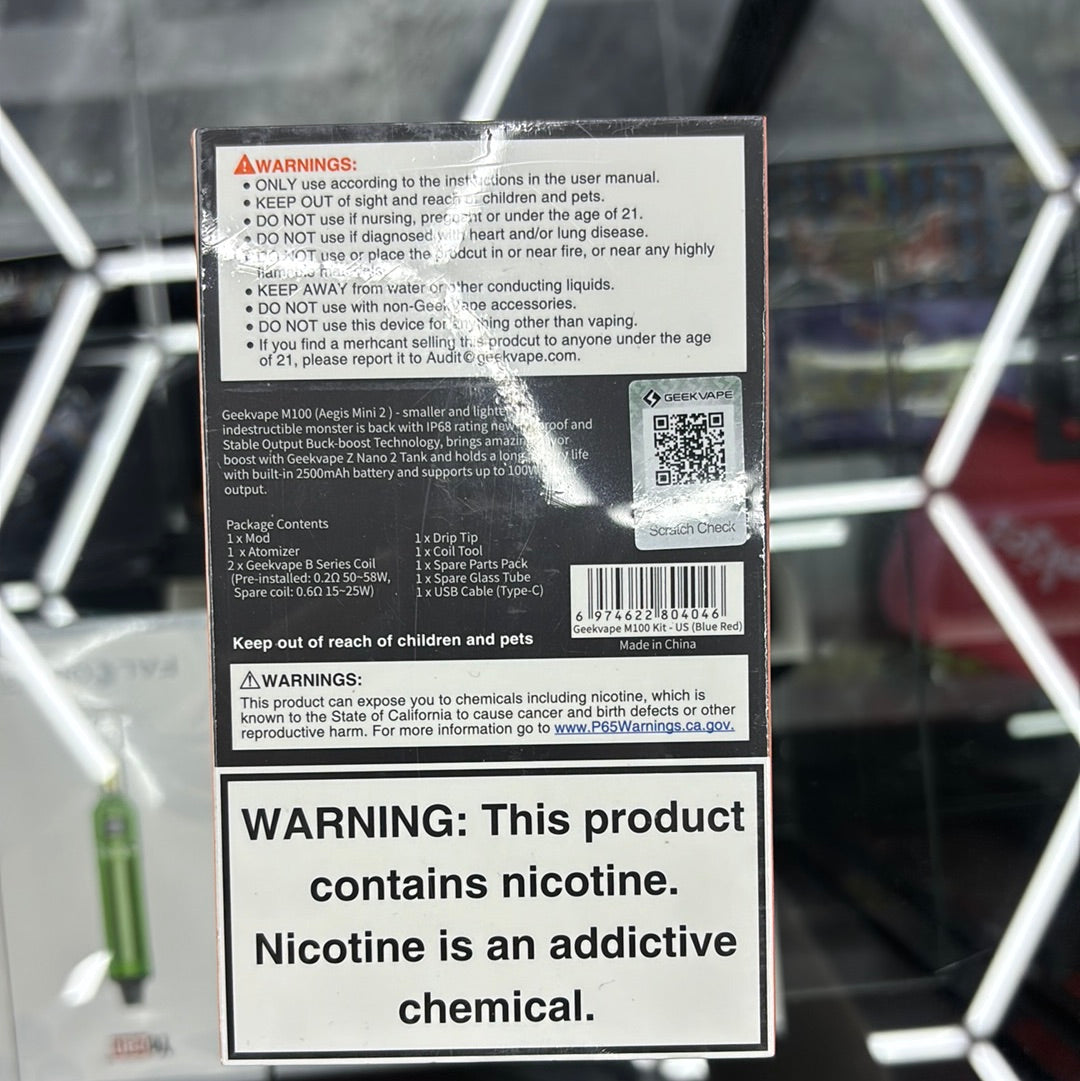 WARNINGS:
• ONLY use according to the instructions in the user manual.
• KEEP OUT of sight and reach of children and pets.
• DO NOT use if nursing, pregnant or under the age of 21.
• DO NOT use if diagnosed with heart and/or lung disease.
• DO NOT use or place the prodcut in or near fire, or near any highly
• KEEP AWAY from water or other conducting liquids.
• DO NOT use with non-Geekvape accessories.
• DO NOT use this device for anything other than vaping.
• If you find a merhcant selling this prodcut to anyone under the age
of 21, please report it to Audit©geekvape.com.
Geekvape M100 (Aegis Mini 2 ) - smaller and lighter
indestructible monster is back with IP68 rating new proof and
Stable Output Buck-boost Technology, brings amazing flavor
boost with Geekvape Z Nano 2 Tank and holds a long battery life
with built-in 2500mAh battery and supports up to 100W power
output.
GEEKVAPE
Scratch Check
Package Contents
1 x Mod
1 x Atomizer
2 x Geekvape B Series Coil
(Pre-installed: 0.2Ω 50~58W,
Spare coil: 0.6Ω 15~25W)
1 x Drip Tip
1 x Coil Tool
1 x Spare Parts Pack
1 x Spare Glass Tube
1 x USB Cable (Type-C)
6 974622 804046
Geekvape M100 Kit - US (Blue Red)
Made in China
Keep out of reach of children and pets
WARNINGS:
This product can expose you to chemicals including nicotine, which is
known to the State of California to cause cancer and birth defects or other
reproductive harm. For more information go to www.P65Warnings.ca.gov.
WARNING: This product
contains nicotine.
Nicotine is an addictive
chemical.